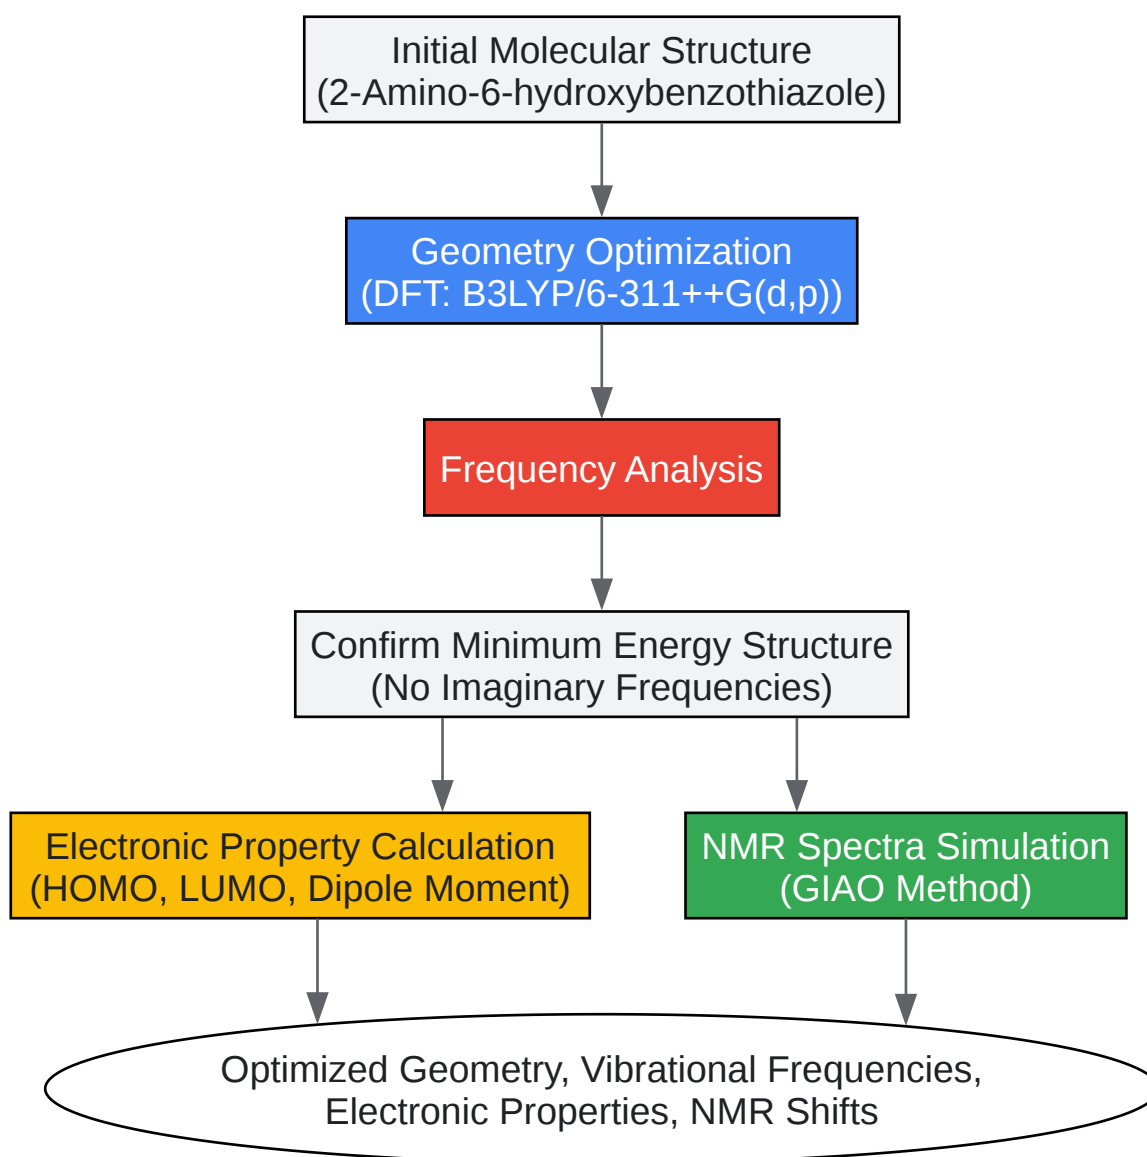 Initial Molecular Structure
(2-Amino-6-hydroxybenzothiazole)
Geometry Optimization
(DFT: B3LYP/6-311++G(d,p))
Frequency Analysis
Confirm Minimum Energy Structure
(No Imaginary Frequencies)
Electronic Property Calculation
(HOMO, LUMO, Dipole Moment)
NMR Spectra Simulation
(GIAO Method)
Optimized Geometry, Vibrational Frequencies,
Electronic Properties, NMR Shifts